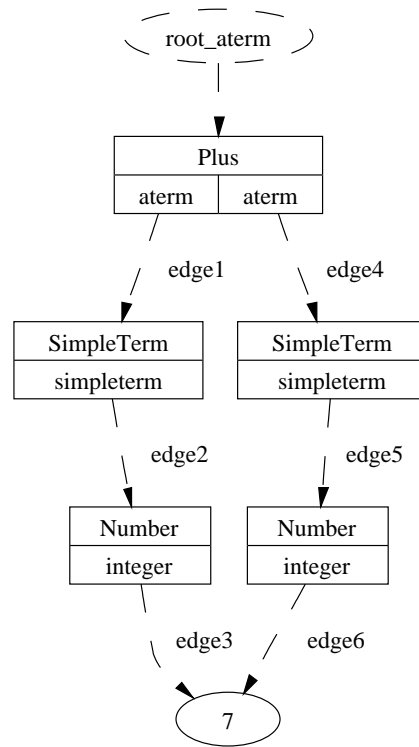 root_aterm
Plus
aterm aterm
edge1 edge4
SimpleTerm SimpleTerm
simpleterm simpleterm
edge2 edge5
Number Number
integer integer
edge3 edge6
7